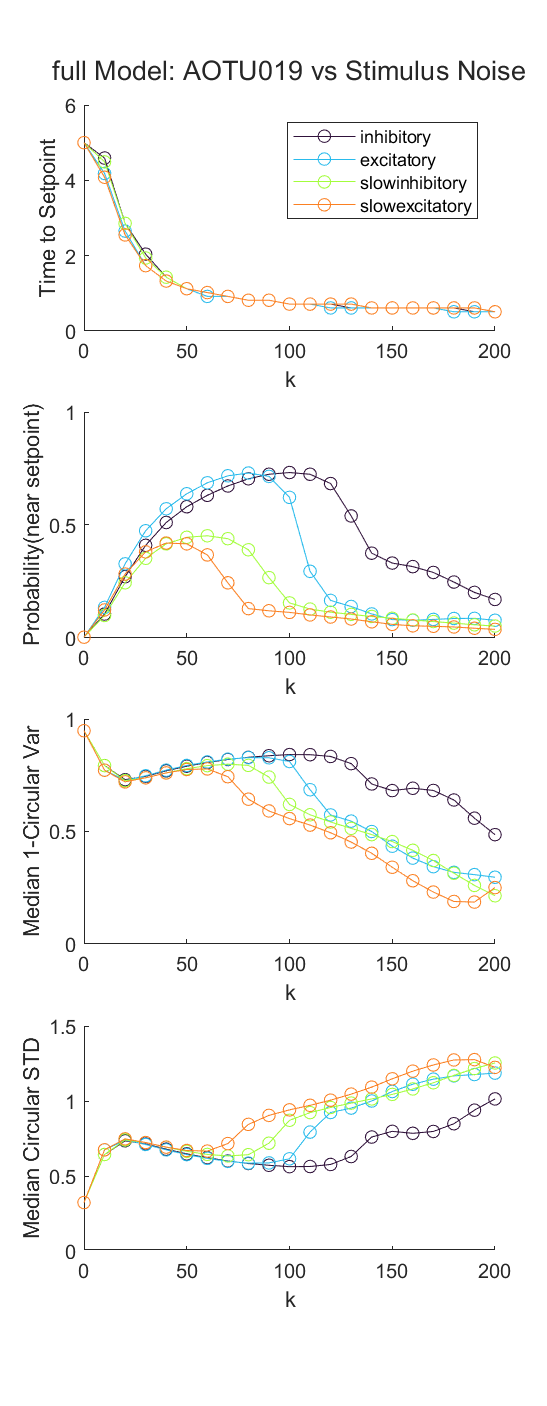 full Model: AOTU019 vs Stimulus Noise
6
4
2
0
Time to Setpoint
inhibitory
excitatory
slowinhibitory
slowexcitatory
0 50 100 150 200
k
1
0.5
0
Probability(near setpoint)
0 50 100 150 200
k
1
0.5
0
Median 1-Circular Var
0 50 100 150 200
k
1.5
1
0.5
0
Median Circular STD
0 50 100 150 200
k